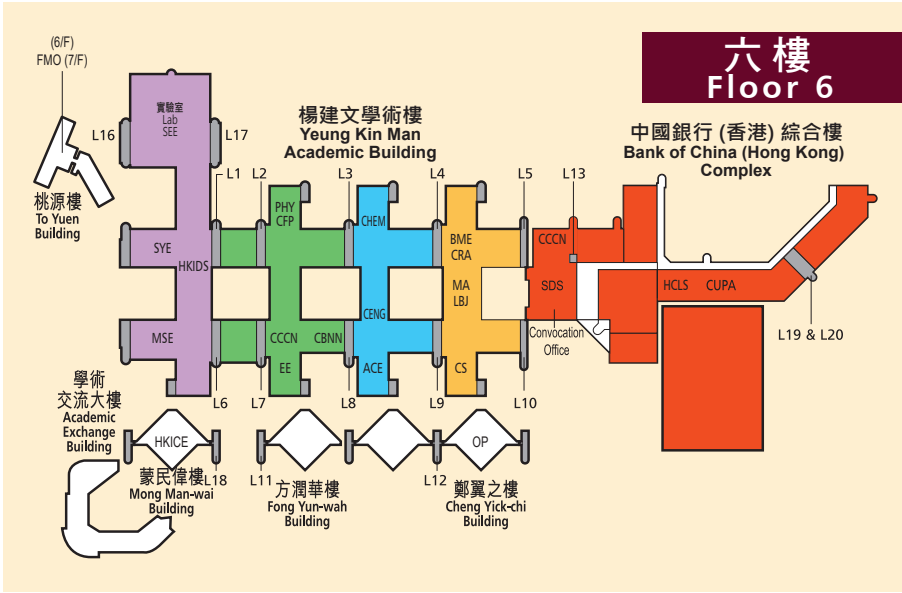 六樓
Floor 6
(6/F)
FMO (7/F)
桃源樓
To Yuen
Building
實驗室
Lab
SEE
L16
L17
楊建文學術樓
Yeung Kin Man
Academic Building
中國銀行 (香港) 綜合樓
Bank of China (Hong Kong)
Complex
L1
L2
L3
L4
L5
L13
PHY
CFP
CHEM
BME
CRA
CCCN
SYE
HKIDS
MA
LBJ
SDS
HCLS
CUPA
CENG
MSE
CCCN
CBNN
EE
ACE
CS
Convocation
Office
L19 & L20
L6
L7
L8
L9
L10
學術
交流大樓
Academic
Exchange
Building
HKICE
OP
L18
L11
L12
蒙民偉樓
Mong Man-wai
Building
方潤華樓
Fong Yun-wah
Building
鄭翼之樓
Cheng Yick-chi
Building